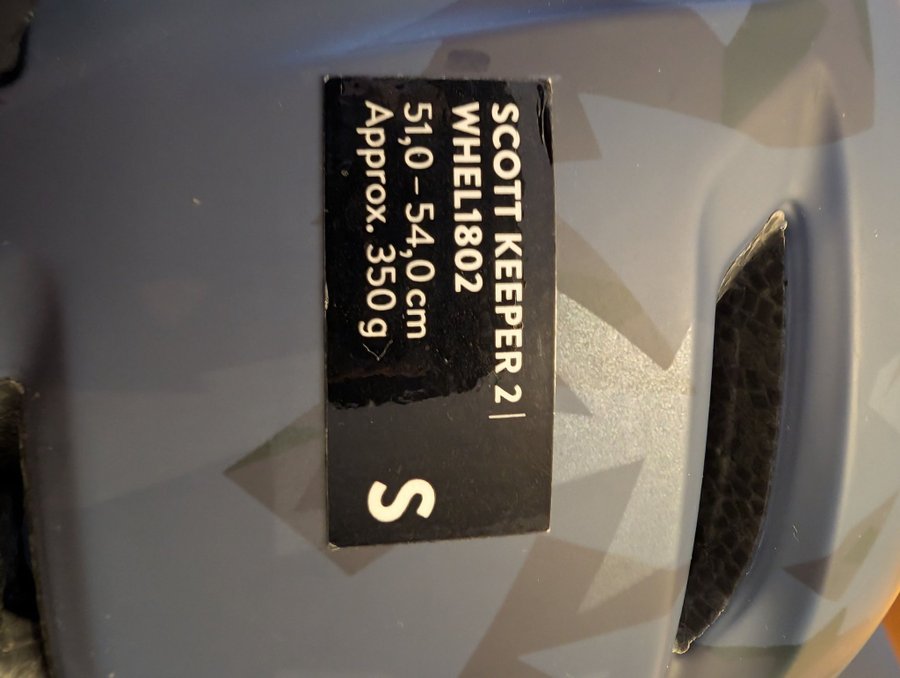 SCOTT KEEPER 2 |
WHEL1802
51,0 – 54,0 cm
Approx. 350 g
S